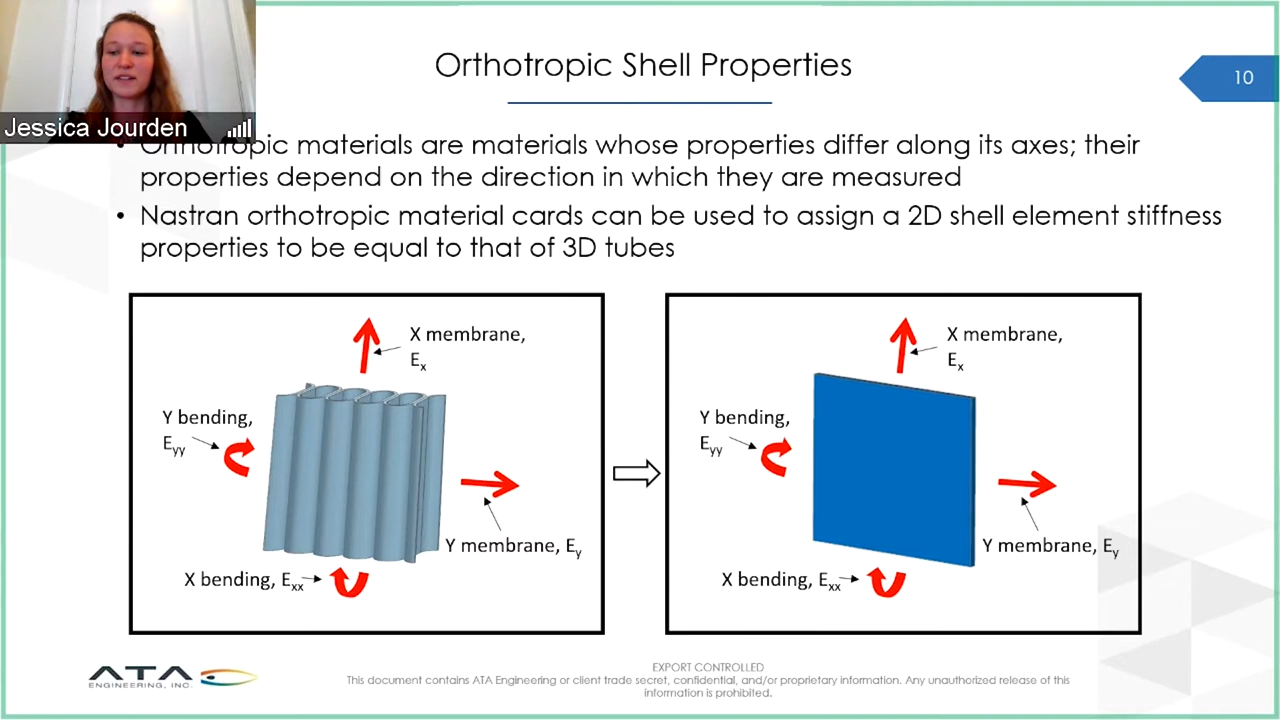 Orthotropic Shell Properties
10
Jessica Jourden
• Orthotropic materials are materials whose properties differ along its axes; their
properties depend on the direction in which they are measured
• Nastran orthotropic material cards can be used to assign a 2D shell element stiffness
properties to be equal to that of 3D tubes
X membrane,
Ex
Y bending,
Eyy
Y membrane, Ey
X bending, Exx
X membrane,
Ex
Y bending,
Eyy
Y membrane, Ey
X bending, Exx
ATA
ENGINEERING, INC.
EXPORT CONTROLLED
This document contains ATA Engineering or client trade secret, confidential, and/or proprietary information. Any unauthorized release of this
information is prohibited.